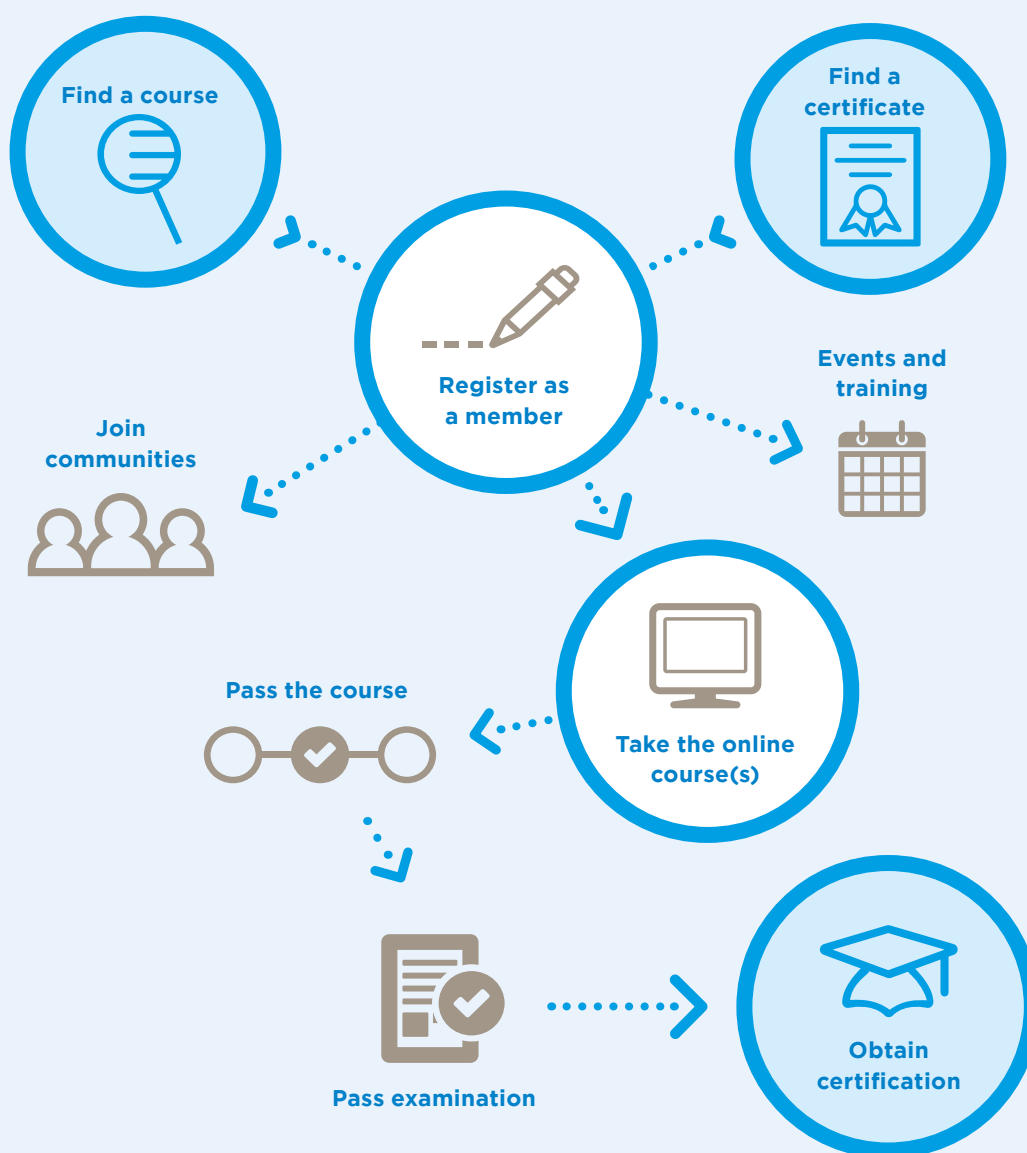 Find a course
Find a
certificate
Register as
a member
Events and
training
Join
communities
Take the online
course(s)
Pass the course
Pass examination
Obtain
certification